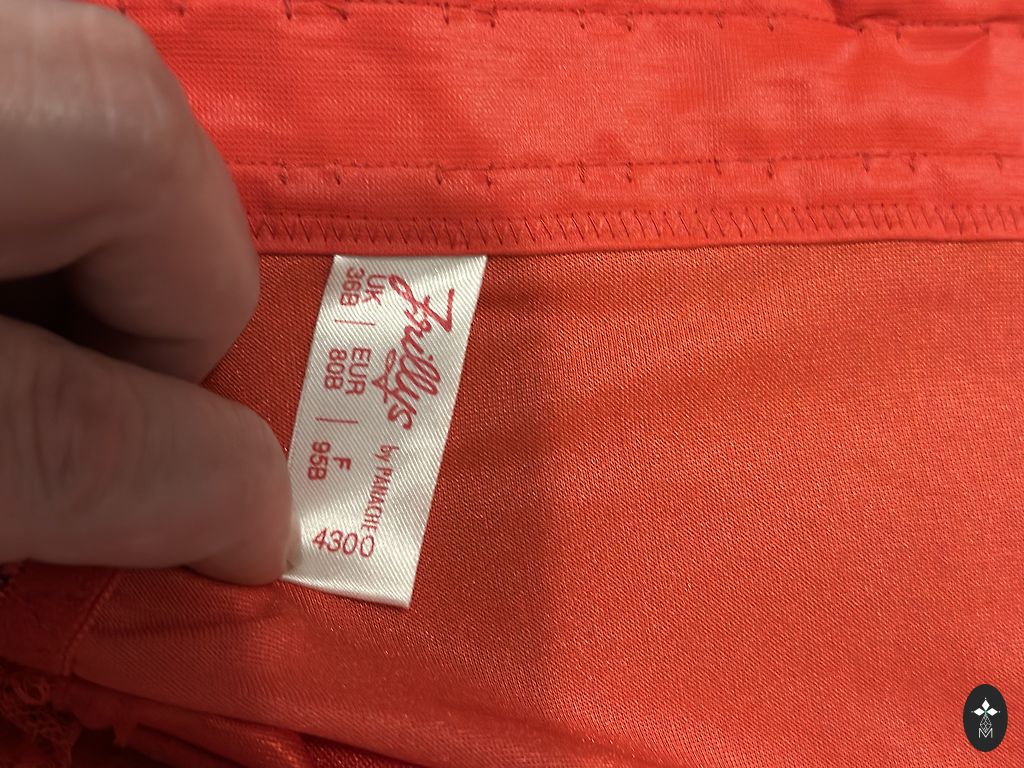 Frillys
by PANACHE
UK | EUR | F
36B | 80B | 95B
4300
M